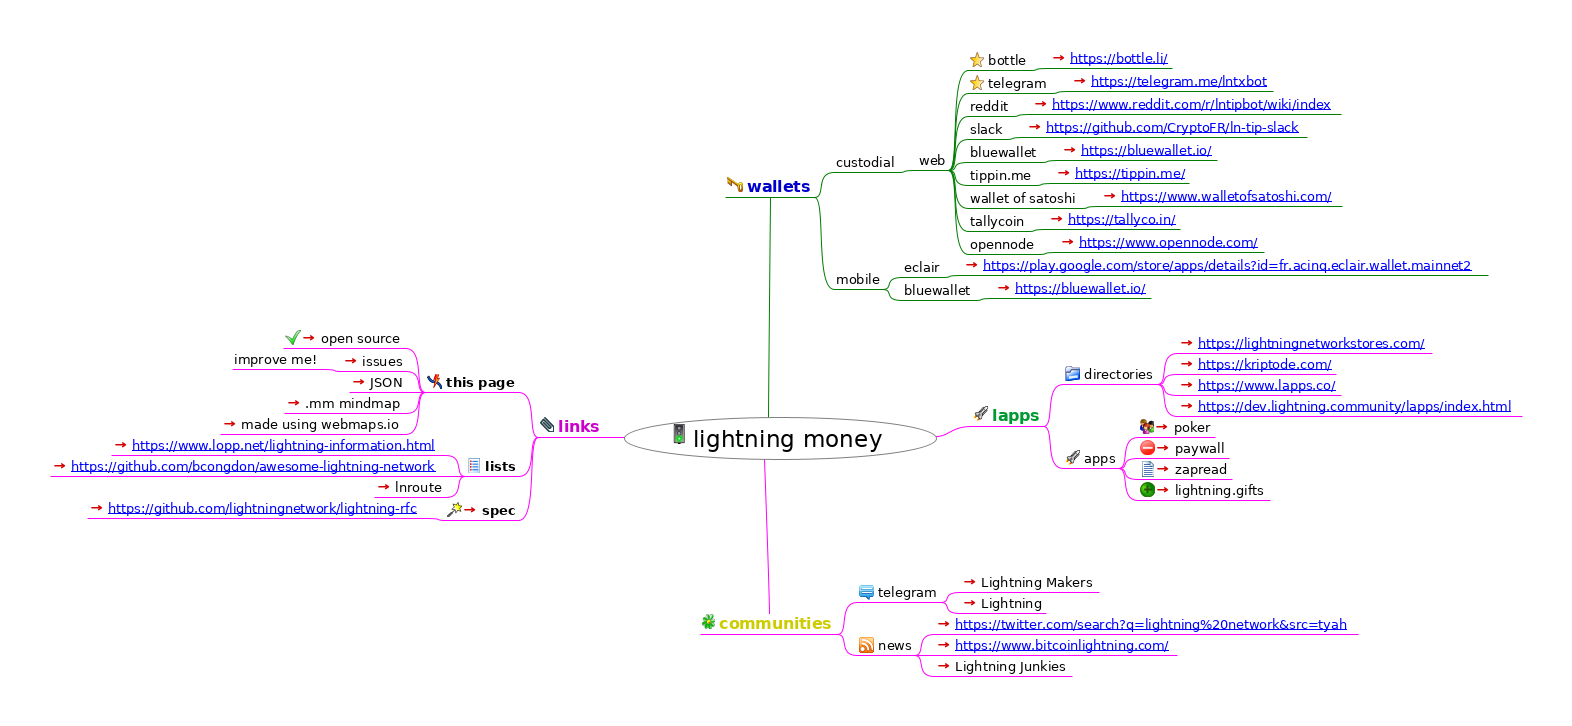 bottle https://bottle.li/
telegram https://telegram.me/lntxbot
reddit https://www.reddit.com/r/lntipbot/wiki/index
slack https://github.com/CryptoFR/ln-tip-slack
bluewallet https://bluewallet.io/
custodial web
tippin.me https://tippin.me/
wallets
wallet of satoshi https://www.walletofsatoshi.com/
tallycoin https://tallyco.in/
opennode https://www.opennode.com/
eclair https://play.google.com/store/apps/details?id=fr.acinq.eclair.wallet.mainnet2
mobile
bluewallet https://bluewallet.io/
open source
improve me! issues
this page
JSON
.mm mindmap
made using webmaps.io
links
https://www.lopp.net/lightning-information.html
lists
https://github.com/bcongdon/awesome-lightning-network
lnroute
https://github.com/lightningnetwork/lightning-rfc spec
lightning money
https://lightningnetworkstores.com/
https://kriptode.com/
directories
https://www.lapps.co/
https://dev.lightning.community/lapps/index.html
lapps
poker
paywall
apps
zapread
lightning.gifts
Lightning Makers
telegram
Lightning
communities
https://twitter.com/search?q=lightning%20network&src=tyah
news https://www.bitcoinlightning.com/
Lightning Junkies